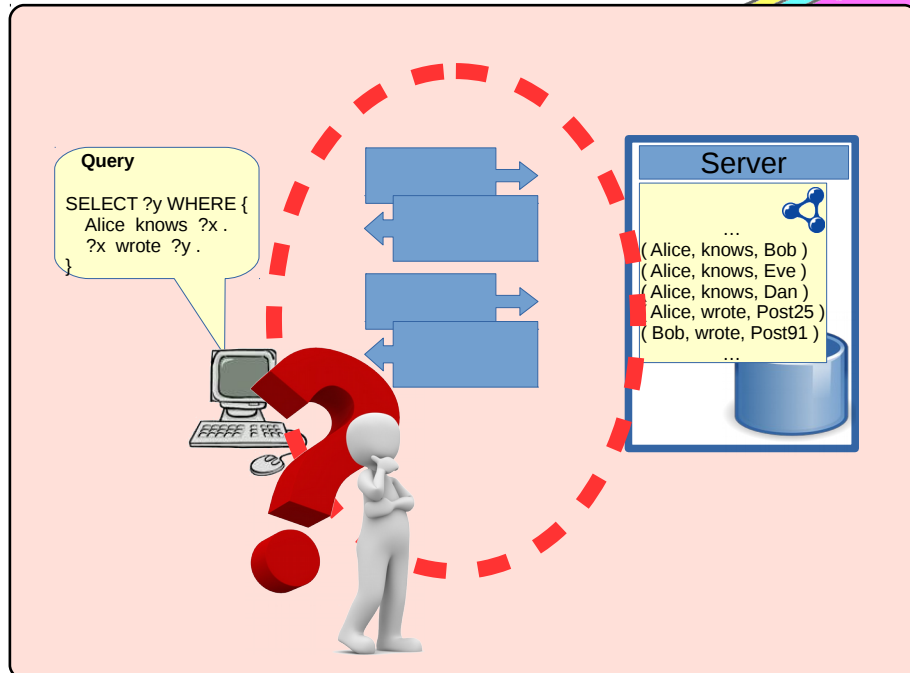 Query
SELECT ?y WHERE {
Alice knows ?x .
?x wrote ?y .
}
Server
…
( Alice, knows, Bob )
( Alice, knows, Eve )
( Alice, knows, Dan )
( Alice, wrote, Post25 )
( Bob, wrote, Post91 )
…